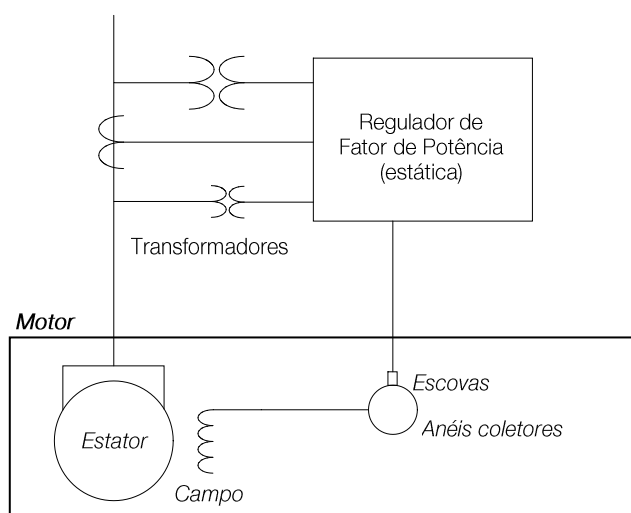 Regulador de
Fator de Potência
(estática)
Transformadores
Motor
Escovas
Estator
Anéis coletores
Campo